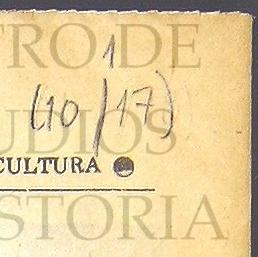 TRO DE
1
(10/17)
UDIOS
CULTURA
STORIA